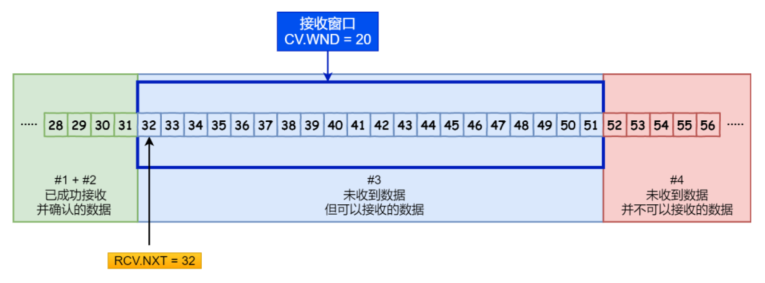 接收窗口
CV.WND = 20
..... 28 29 30 31 32 33 34 35 36 37 38 39 40 41 42 43 44 45 46 47 48 49 50 51 52 53 54 55 56 .....
#1 + #2
已成功接收
并确认的数据
#3
未收到数据
但可以接收的数据
#4
未收到数据
并不可以接收的数据
RCV.NXT = 32